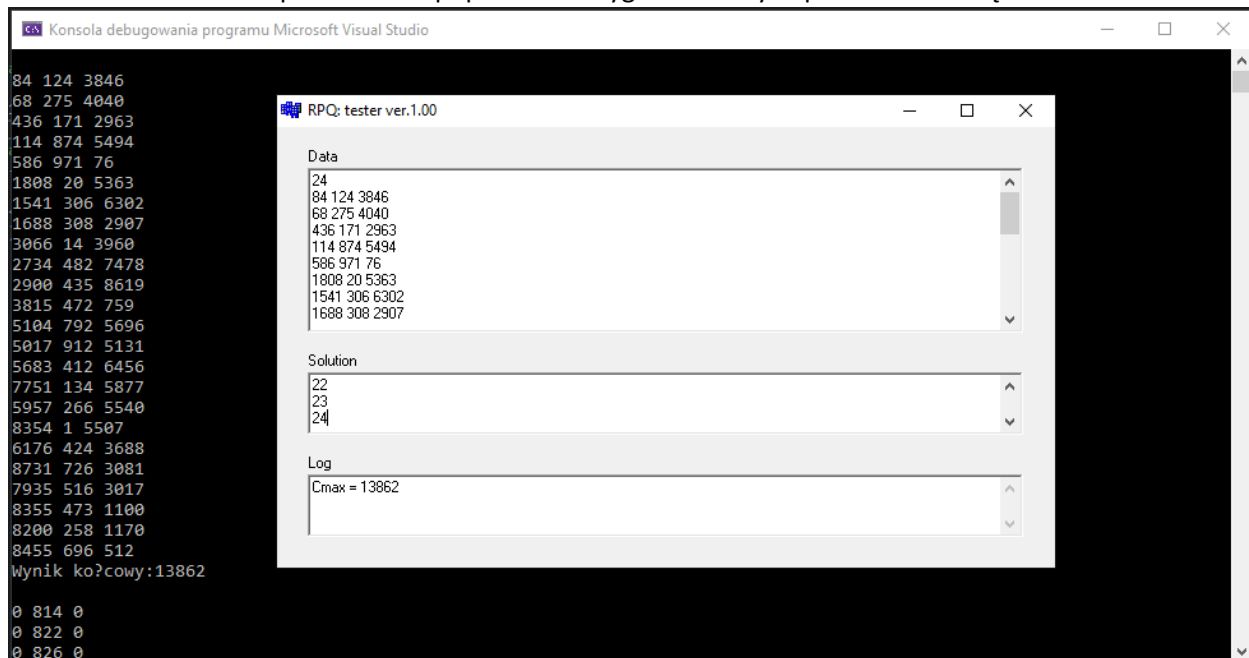 Konsola debugowania programu Microsoft Visual Studio
84 124 3846
68 275 4040
436 171 2963
114 874 5494
586 971 76
1808 20 5363
1541 306 6302
1688 308 2907
3066 14 3960
2734 482 7478
2900 435 8619
3815 472 759
5104 792 5696
5017 912 5131
5683 412 6456
7751 134 5877
5957 266 5540
8354 1 5507
6176 424 3688
8731 726 3081
7935 516 3017
8355 473 1100
8200 258 1170
8455 696 512
Wynik ko?cowy:13862
0 814 0
0 822 0
0 826 0
RPQ: tester ver.1.00
Data
24
84 124 3846
68 275 4040
436 171 2963
114 874 5494
586 971 76
1808 20 5363
1541 306 6302
1688 308 2907
Solution
22
23
24
Log
Cmax = 13862